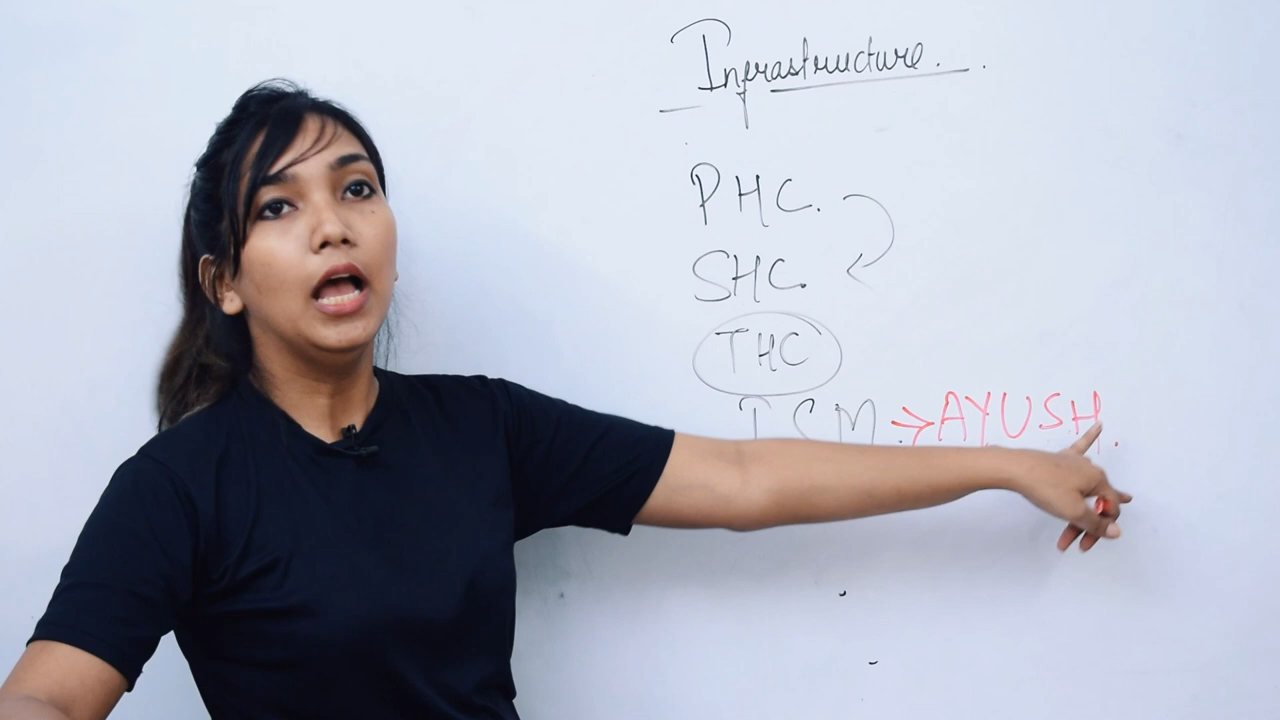 Infrastructure.
PHC.
SHC.
THC
ISM. → AYUSH.